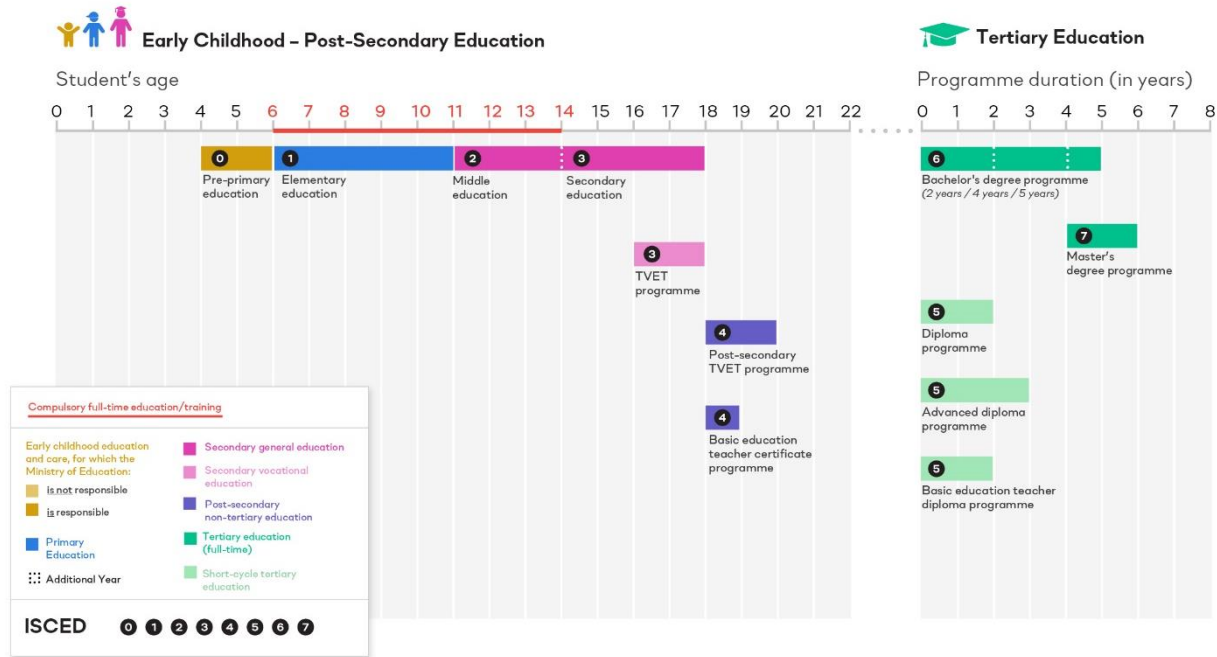 Early Childhood – Post-Secondary Education
Tertiary Education
Student's age
Programme duration (in years)
0 1 2 3 4 5 6 7 8 9 10 11 12 13 14 15 16 17 18 19 20 21 22
0 1 2 3 4 5 6 7 8
0
1
2
3
6
Pre-primary
education
Elementary
education
Middle
education
Secondary
education
Bachelor's degree programme
(2 years / 4 years / 5 years)
3
TVET
programme
7
Master's
degree programme
4
Post-secondary
TVET programme
5
Diploma
programme
4
Basic education
teacher certificate
programme
5
Advanced diploma
programme
5
Basic education teacher
diploma programme
Compulsory full-time education/training
Early childhood education
and care, for which the
Ministry of Education:
is not responsible
is responsible
Primary
Education
Additional Year
Secondary general education
Secondary vocational
education
Post-secondary
non-tertiary education
Tertiary education
(full-time)
Short-cycle tertiary
education
ISCED 0 1 2 3 4 5 6 7